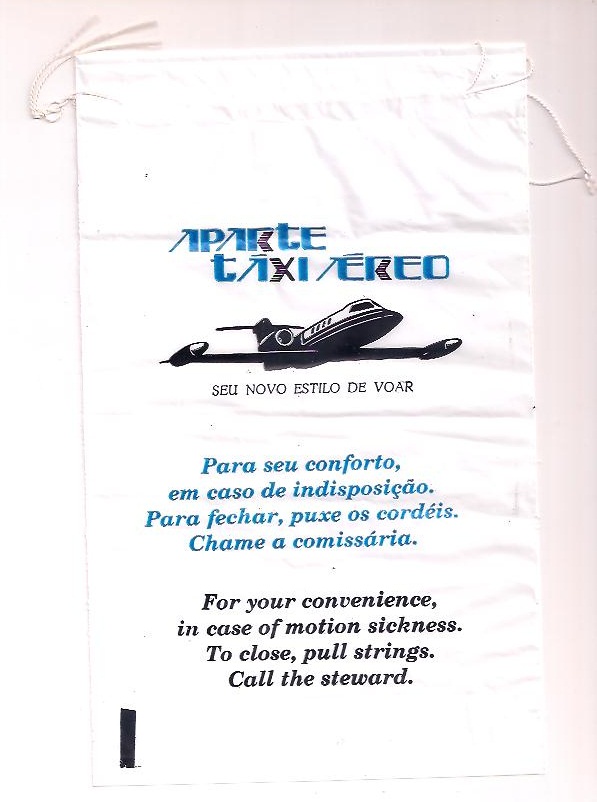 APARTE
TÁXI AÉREO
SEU NOVO ESTILO DE VOAR
Para seu conforto,
em caso de indisposição.
Para fechar, puxe os cordéis.
Chame a comissária.
For your convenience,
in case of motion sickness.
To close, pull strings.
Call the steward.